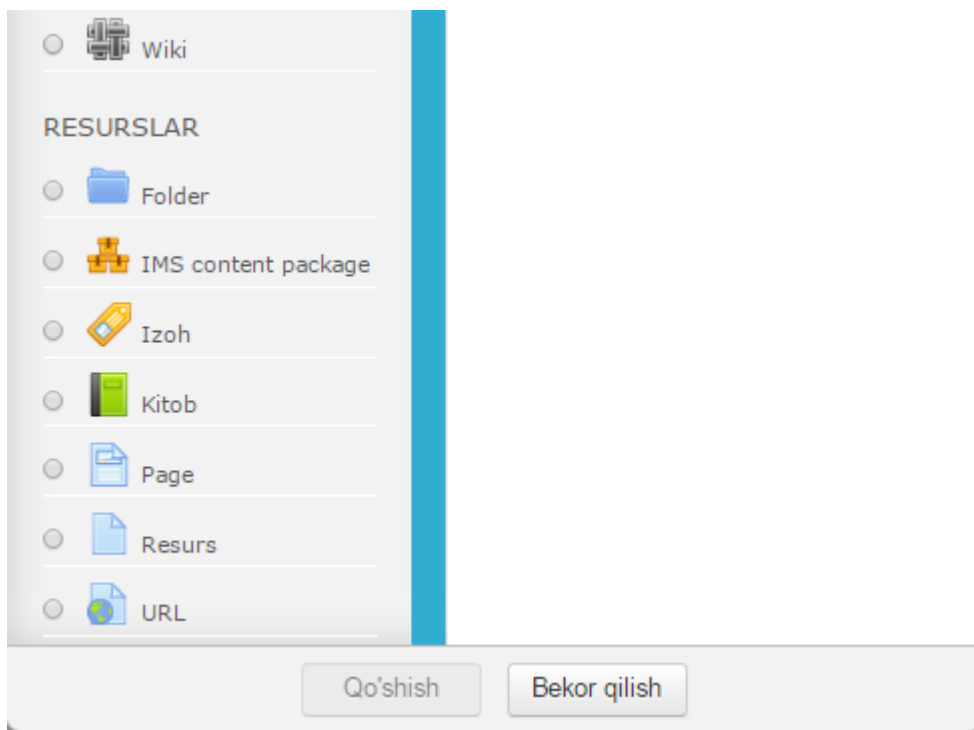 Wiki
RESURSLAR
Folder
IMS content package
Izoh
Kitob
Page
Resurs
URL
Qo'shish
Bekor qilish